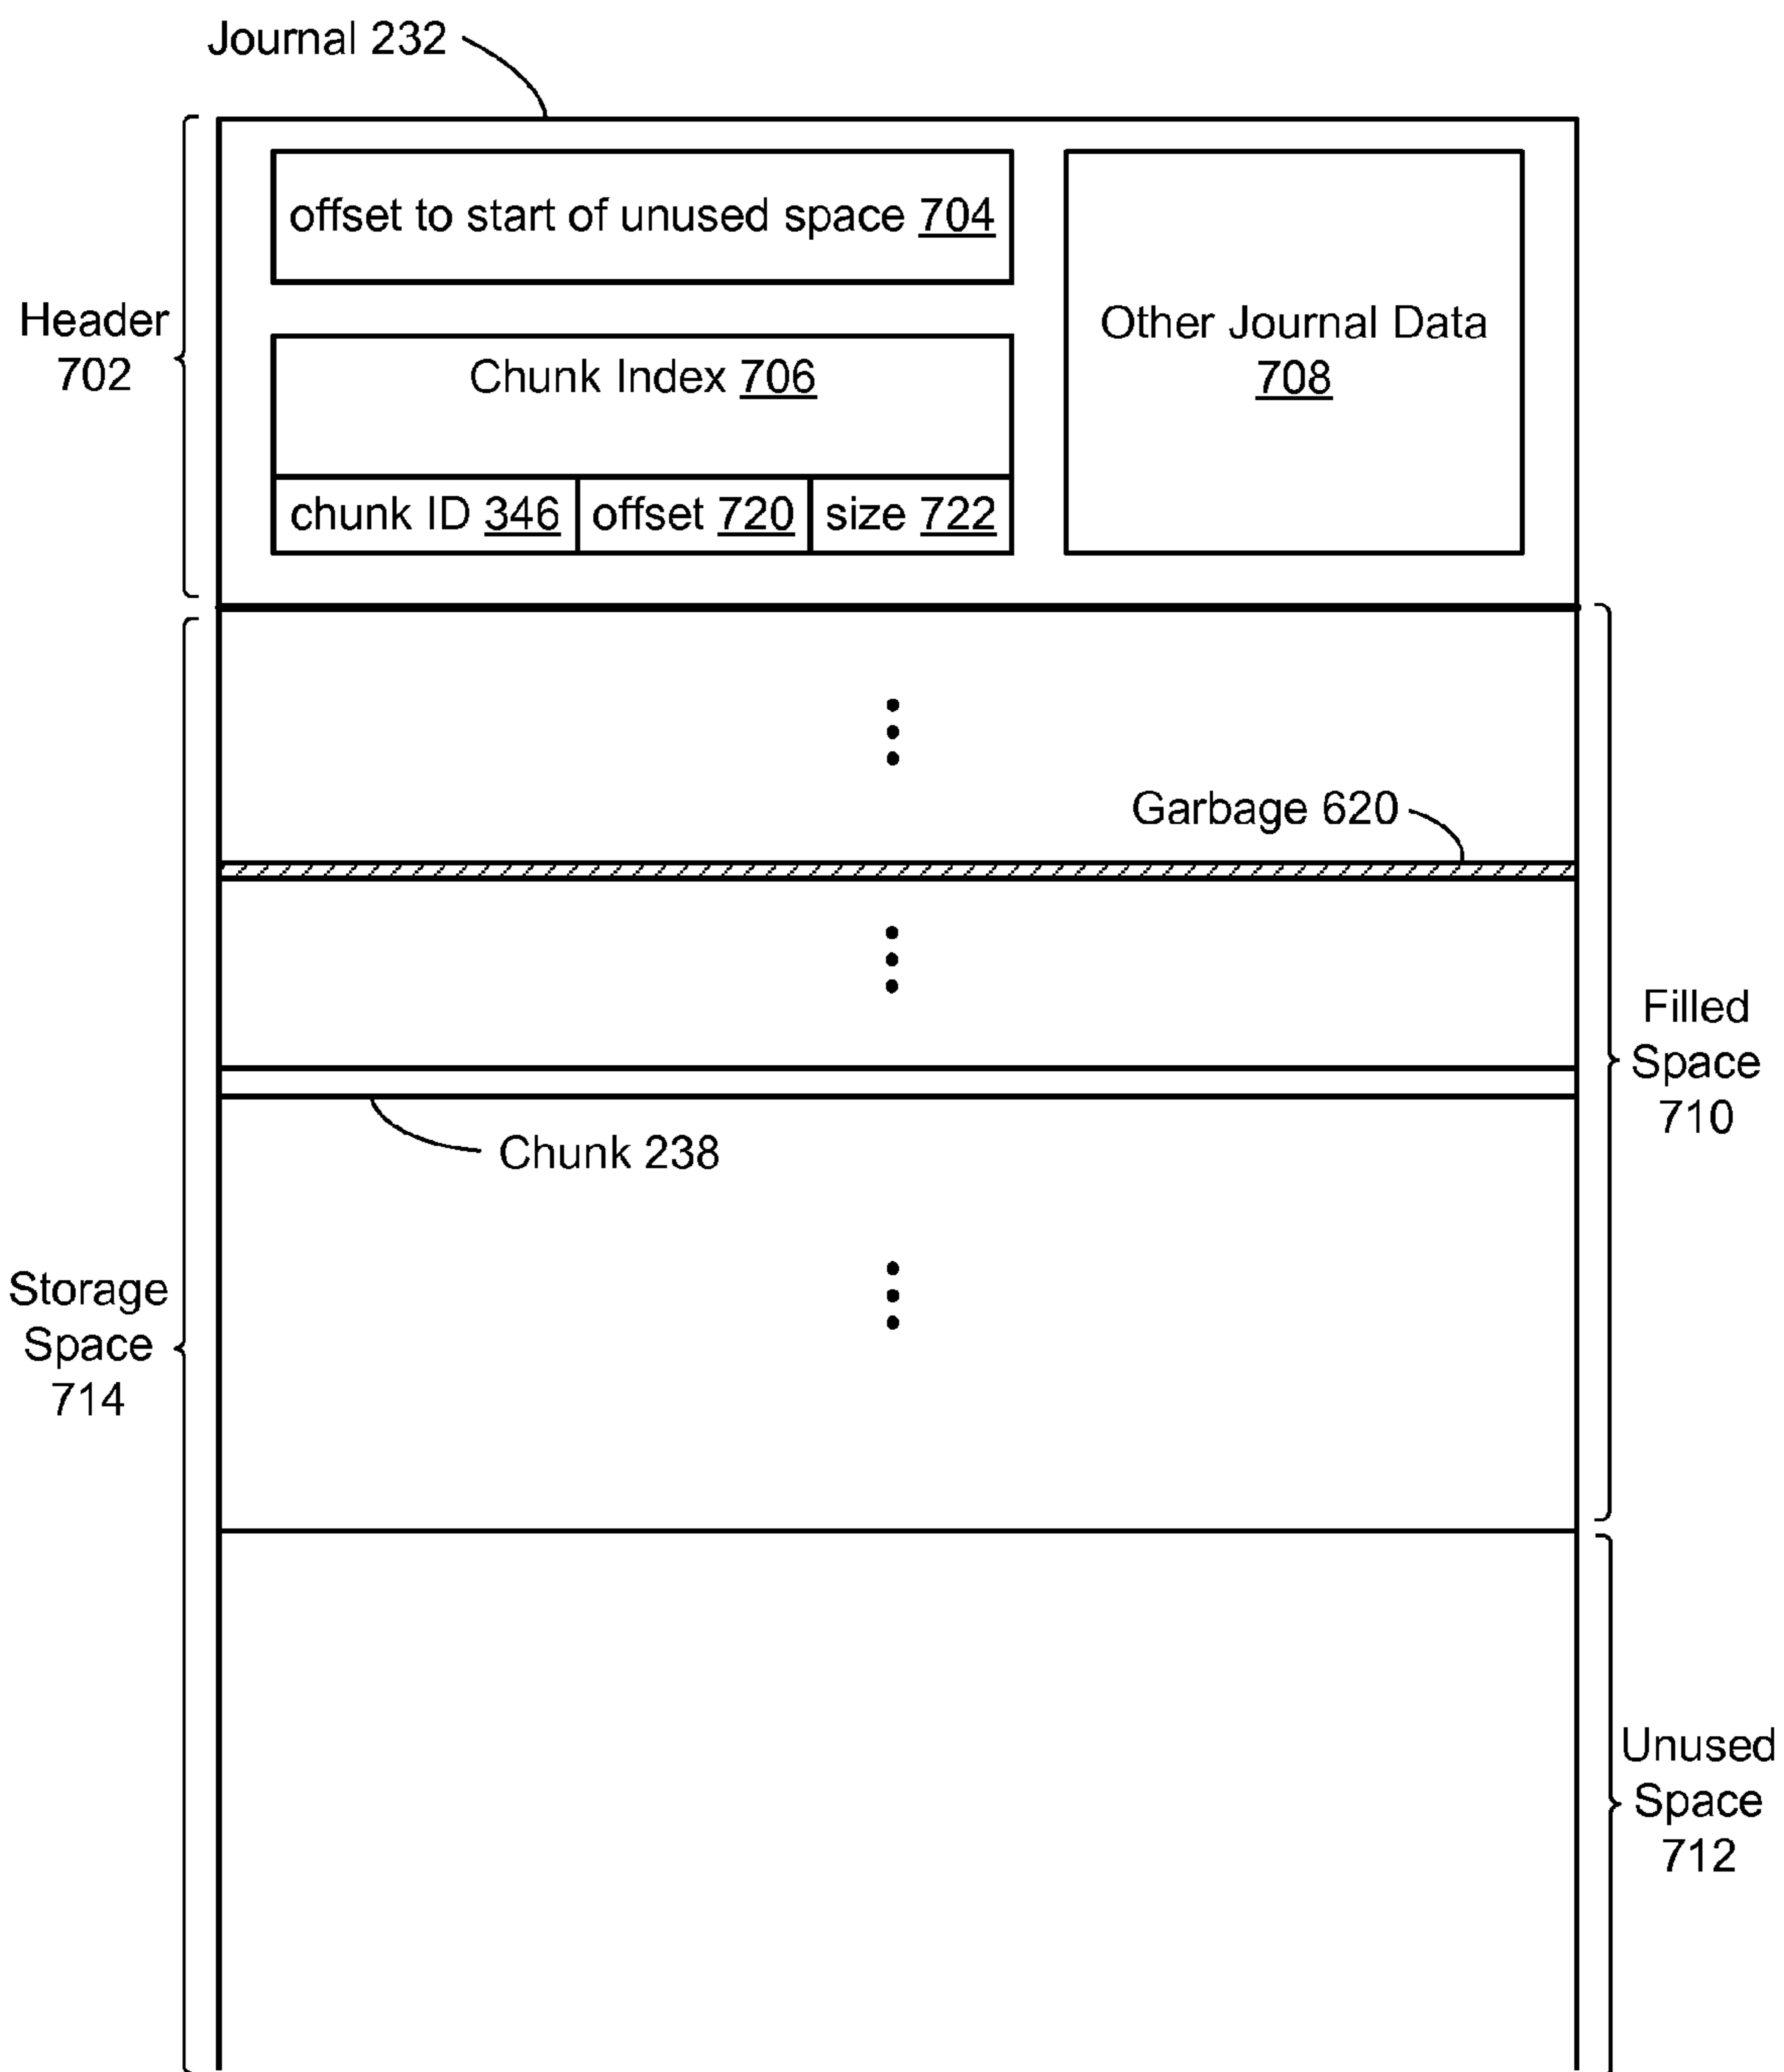 Journal 232
offset to start of unused space 704
Header
702
Other Journal Data
708
Chunk Index 706
chunk ID 346
offset 720
size 722
Garbage 620
Filled
Space
710
Chunk 238
Storage
Space
714
Unused
Space
712